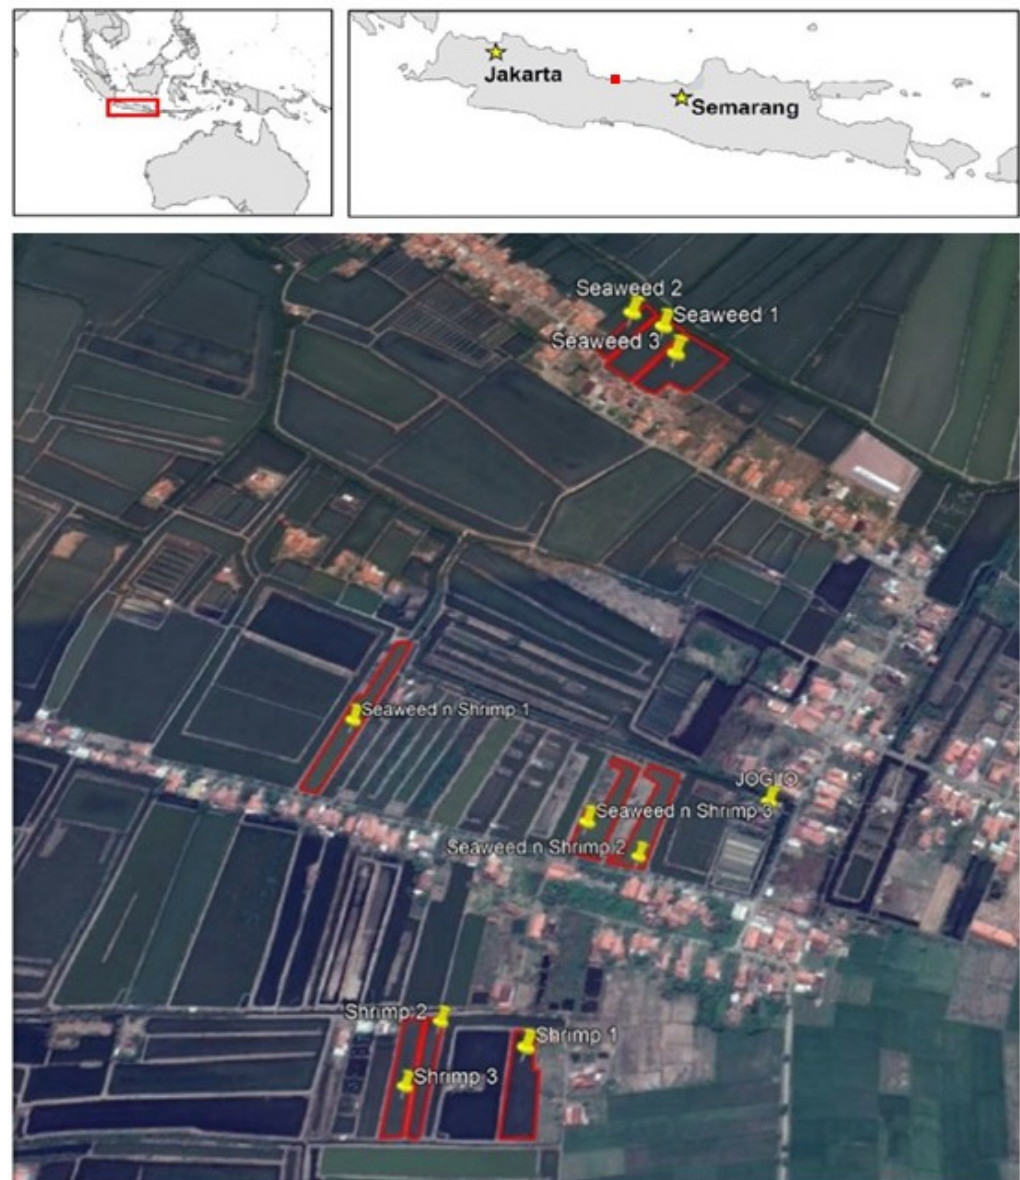 Jakarta
Semarang
Seaweed 2
Seaweed 1
Seaweed 3
Seaweed n Shrimp 1
JOGLO
Seaweed n Shrimp 3
Seaweed n Shrimp 2
Shrimp 2
Shrimp 1
Shrimp 3